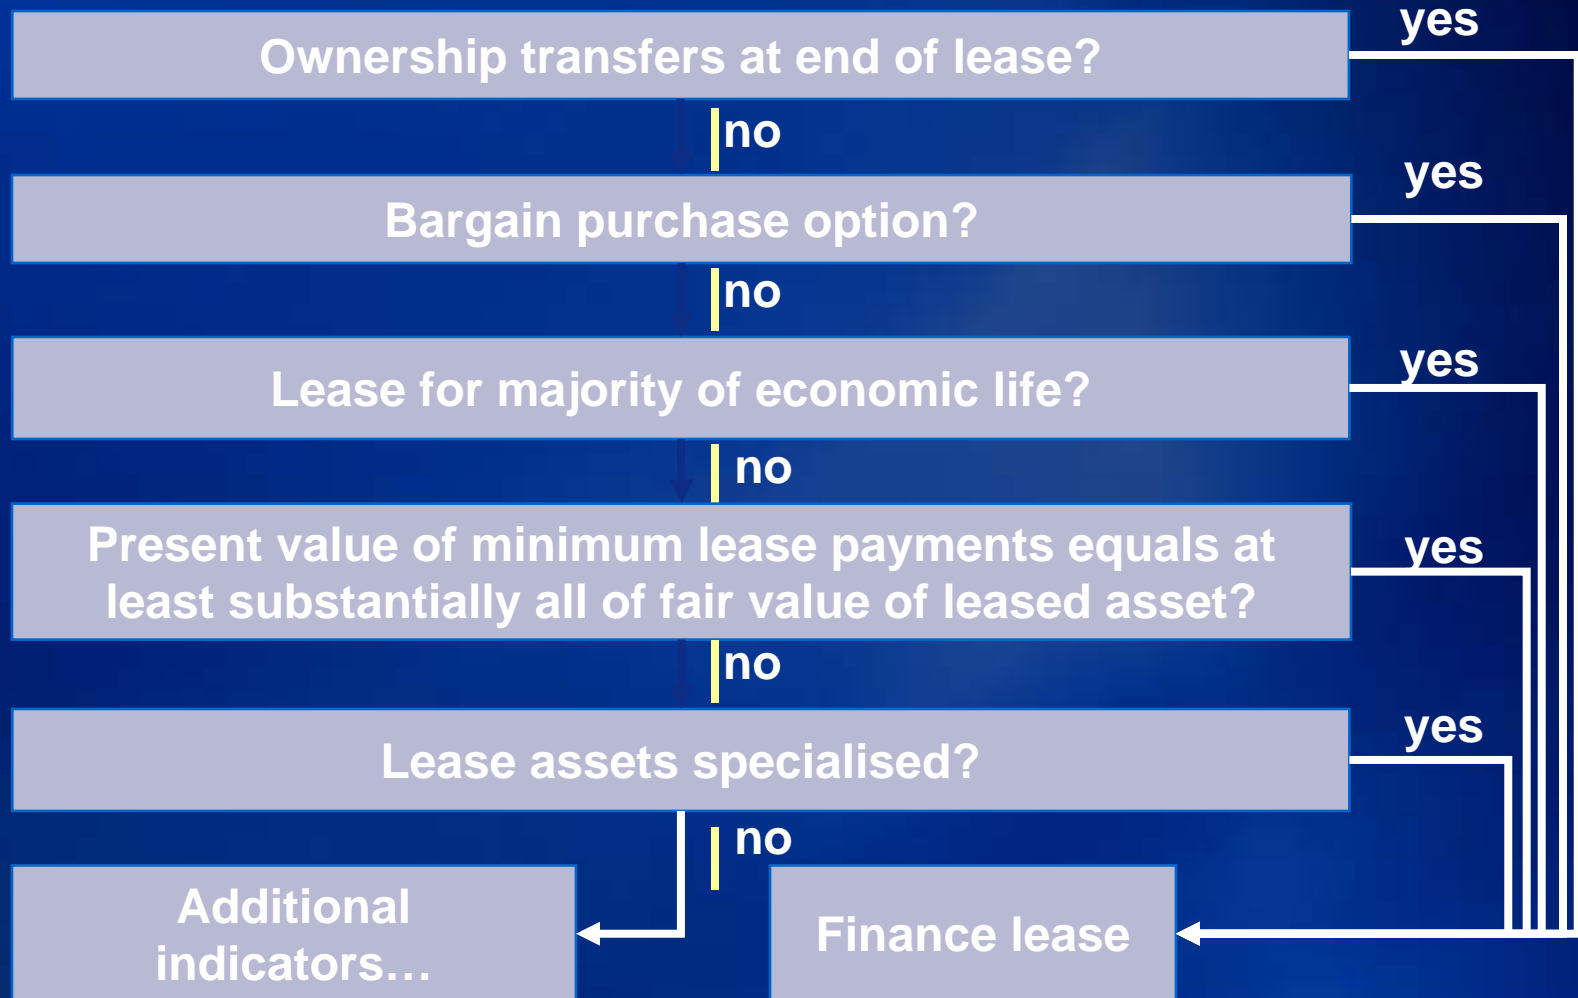 yes
Ownership transfers at end of lease?
no
yes
Bargain purchase option?
no
yes
Lease for majority of economic life?
no
Present value of minimum lease payments equals at
least substantially all of fair value of leased asset?
yes
no
yes
Lease assets specialised?
no
Additional
indicators…
Finance lease